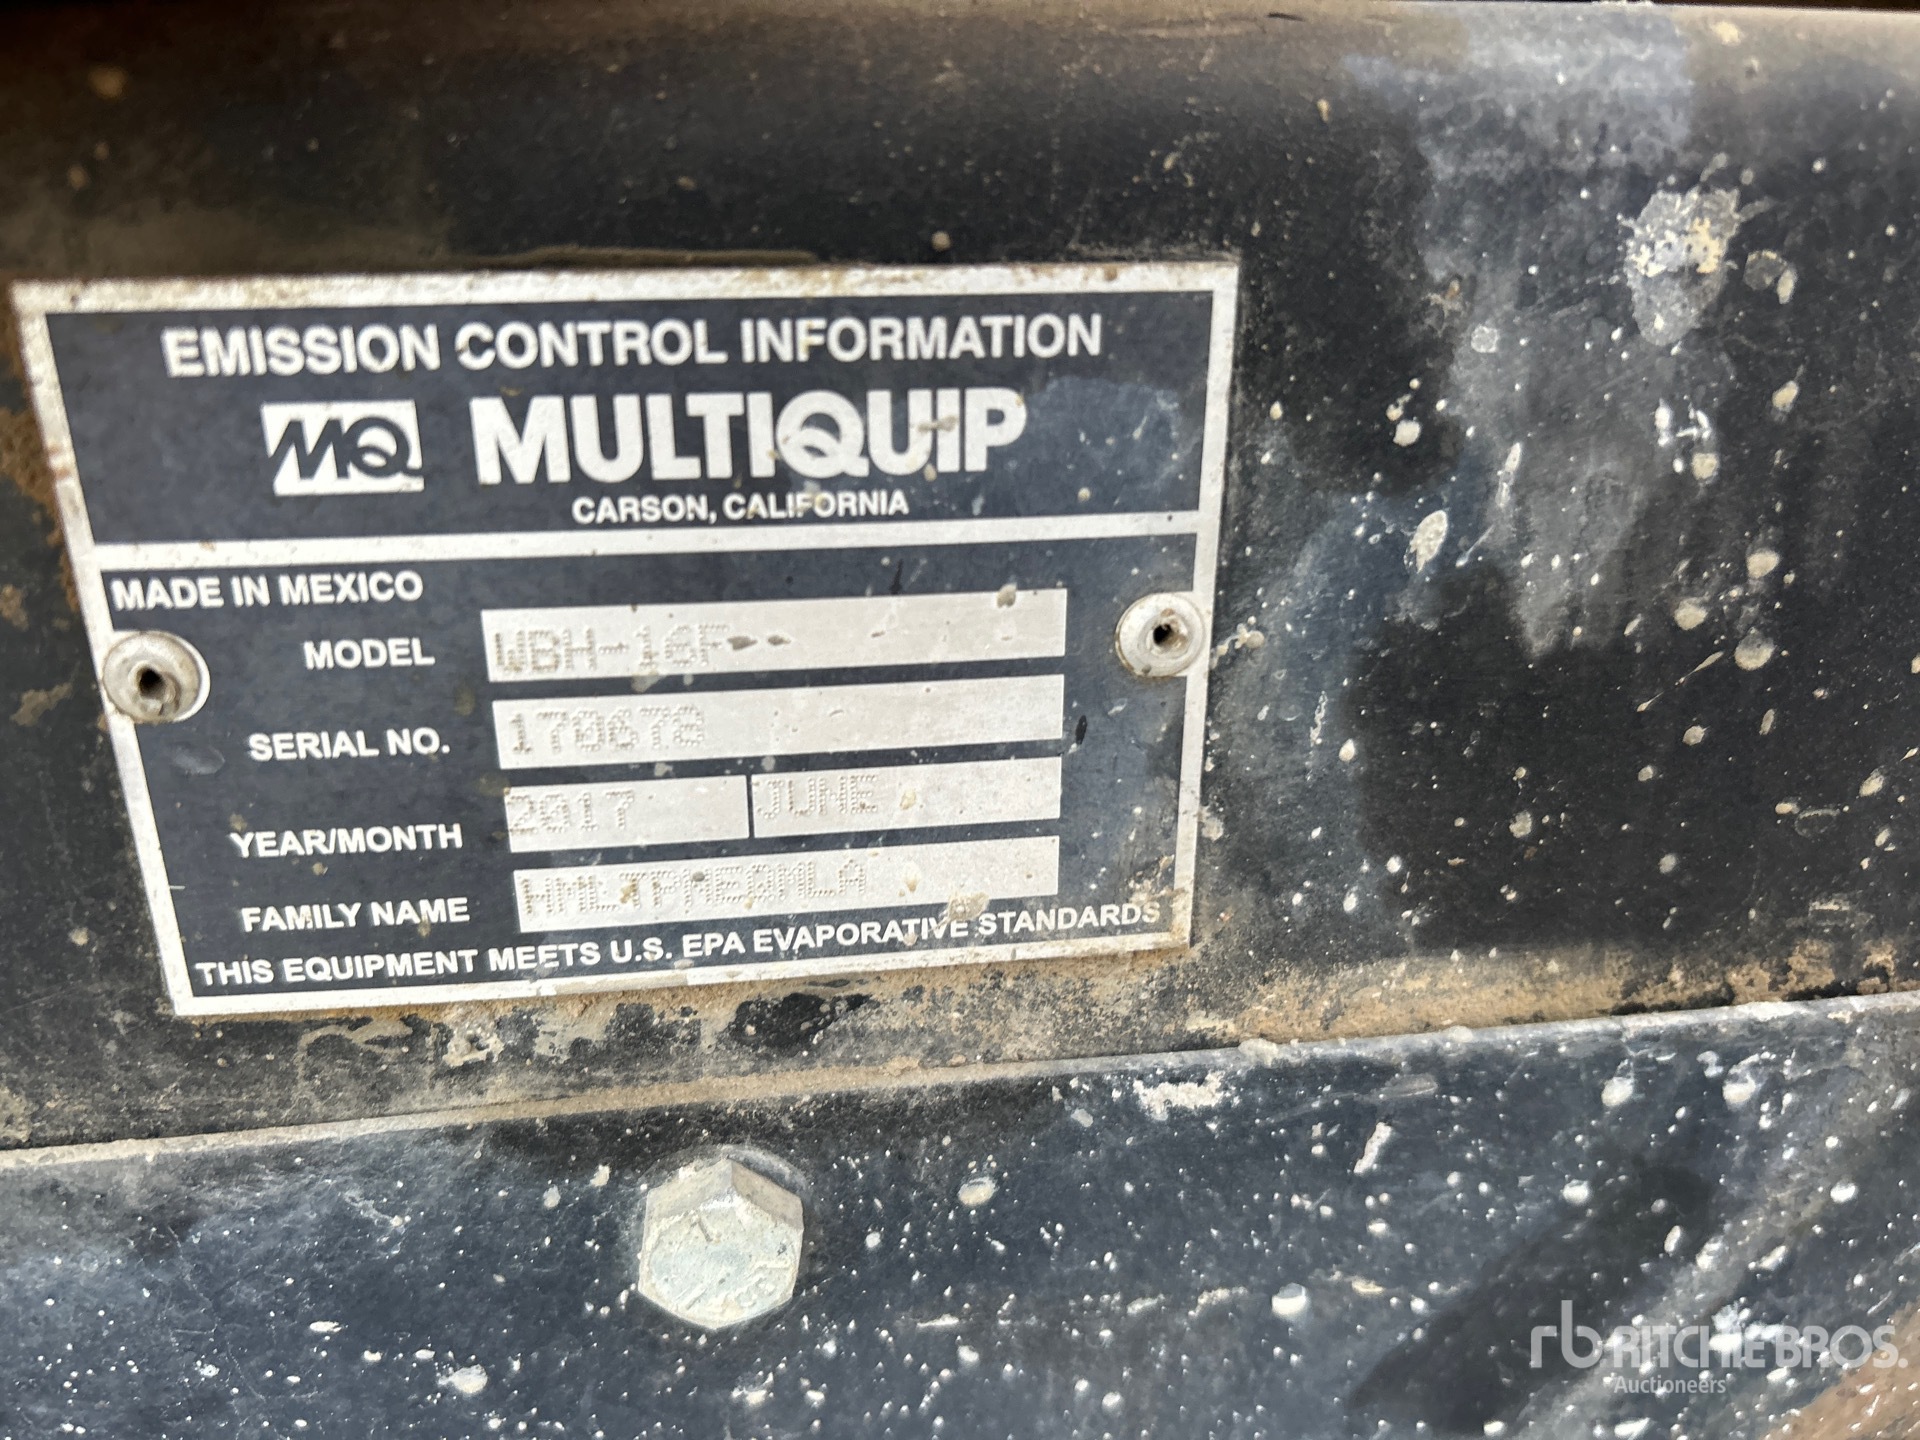 EMISSION CONTROL INFORMATION
MQ MULTIQUIP
CARSON, CALIFORNIA
MADE IN MEXICO
MODEL WBH-16F
SERIAL NO. 170678
YEAR/MONTH 2017 JUNE
FAMILY NAME
THIS EQUIPMENT MEETS U.S. EPA EVAPORATIVE STANDARDS
rb RITCHIE BROS.
Auctioneers